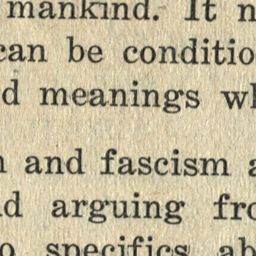 mankind. It n
can be conditio
d meanings wh
and fascism a
d arguing fro
o specifics ab